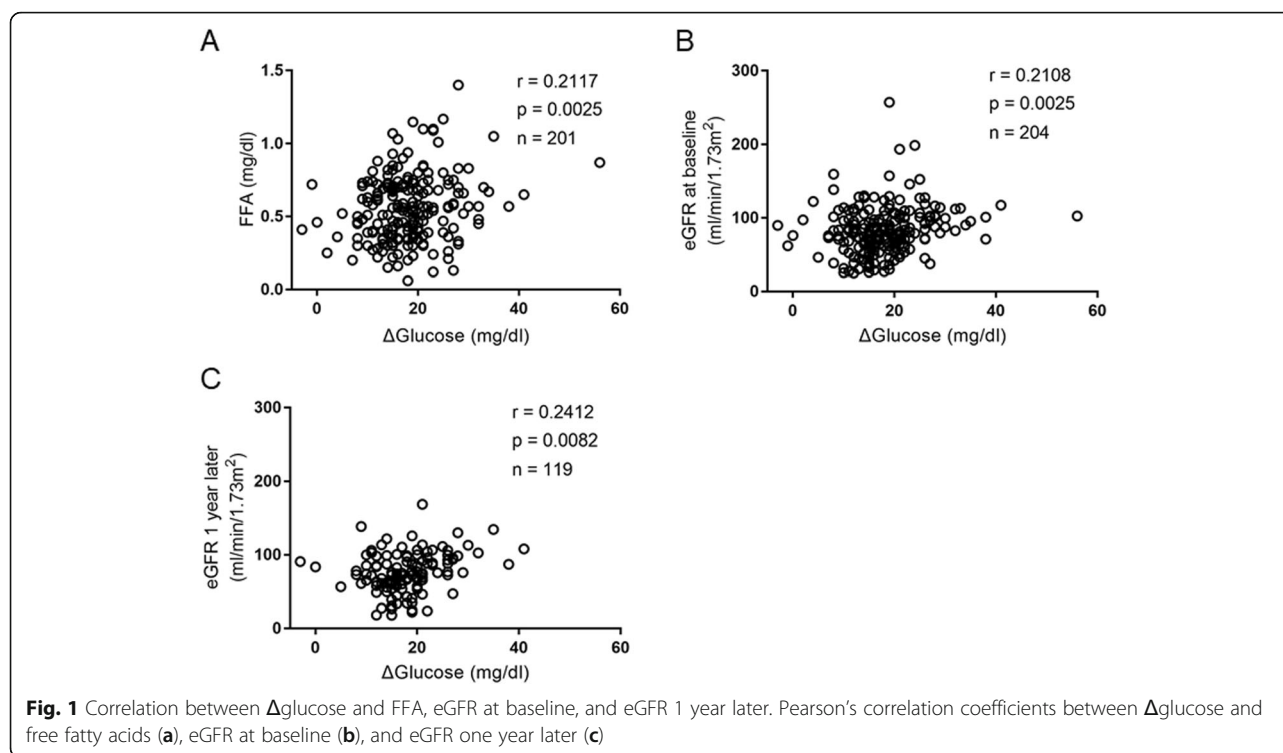 A
FFA (mg/dl)
1.5
1.0
0.5
0.0
r = 0.2117
p = 0.0025
n = 201
0 20 40 60
ΔGlucose (mg/dl)
B
eGFR at baseline
(ml/min/1.73m²)
300
200
100
0
r = 0.2108
p = 0.0025
n = 204
0 20 40 60
ΔGlucose (mg/dl)
C
eGFR 1 year later
(ml/min/1.73m²)
300
200
100
0
r = 0.2412
p = 0.0082
n = 119
0 20 40 60
ΔGlucose (mg/dl)
Fig. 1 Correlation between Δglucose and FFA, eGFR at baseline, and eGFR 1 year later. Pearson's correlation coefficients between Δglucose and
free fatty acids (a), eGFR at baseline (b), and eGFR one year later (c)